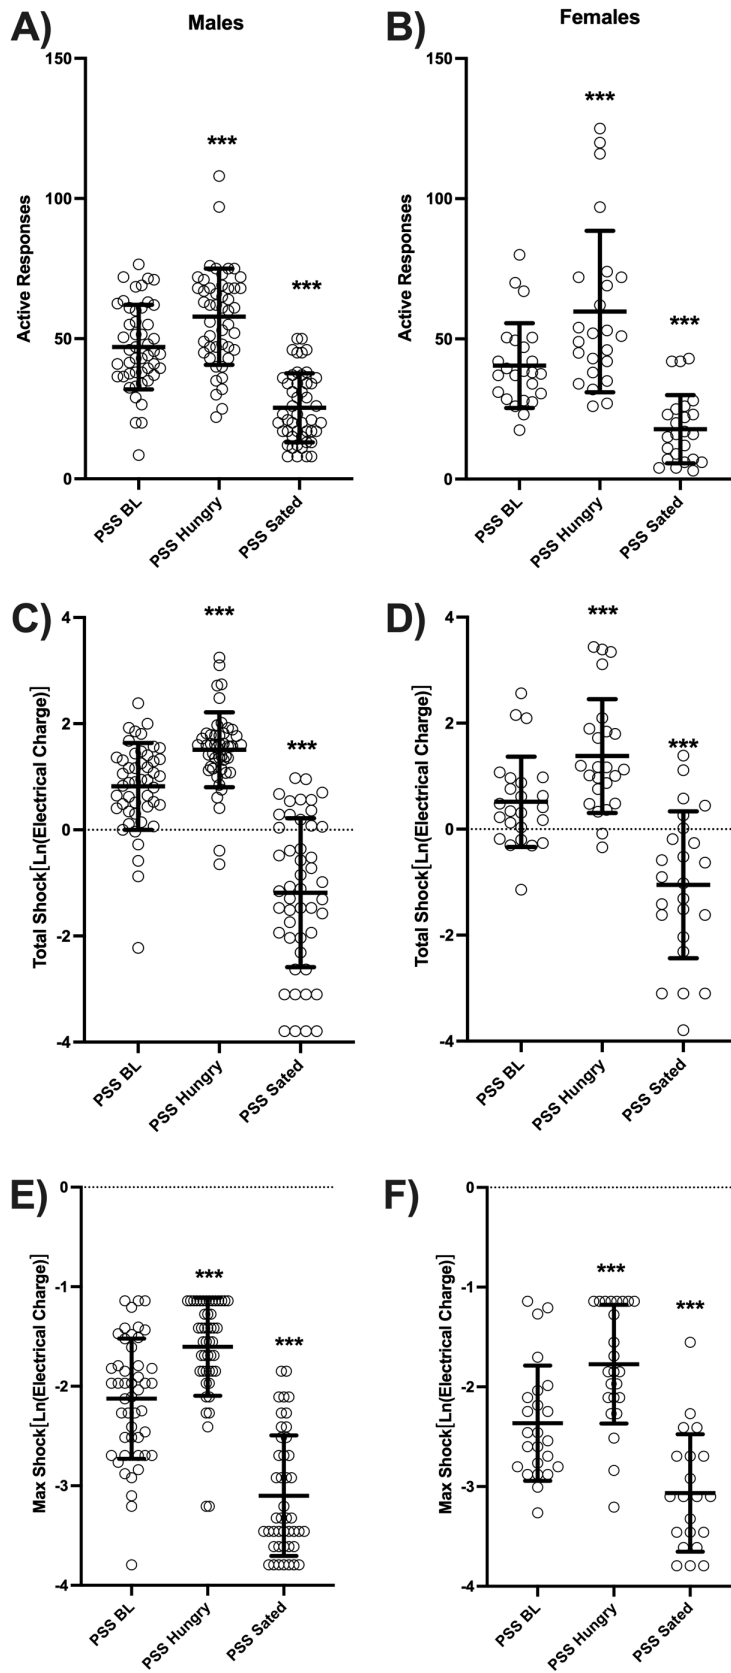 A) Males
B) Females
Active Responses
150
***
100
***
50
0
PSS BL
PSS Hungry
PSS Sated
Active Responses
150
***
100
***
50
0
PSS BL
PSS Hungry
PSS Sated
C)
Total Shock[Ln(Electrical Charge)]
4
***
2
***
0
-2
-4
PSS BL
PSS Hungry
PSS Sated
D)
Total Shock[Ln(Electrical Charge)]
4
***
2
***
0
-2
-4
PSS BL
PSS Hungry
PSS Sated
E)
Max Shock[Ln(Electrical Charge)]
0
***
-1
***
-2
-3
-4
PSS BL
PSS Hungry
PSS Sated
F)
Max Shock[Ln(Electrical Charge)]
0
***
-1
***
-2
-3
-4
PSS BL
PSS Hungry
PSS Sated